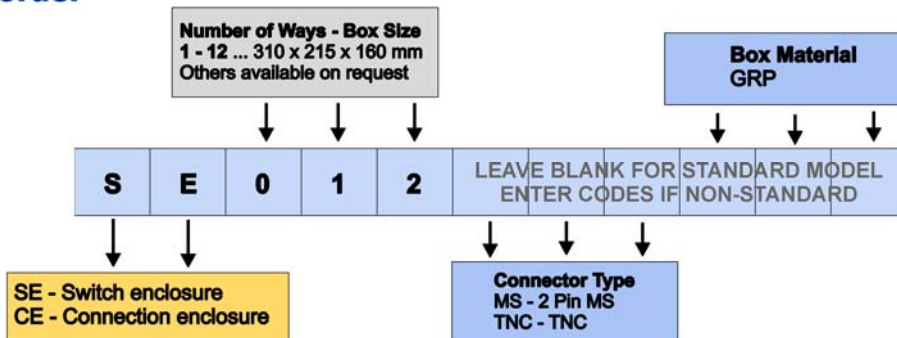 Number of Ways - Box Size
1 - 12 ... 310 x 215 x 160 mm
Others available on request
Box Material
GRP
S E 0 1 2 LEAVE BLANK FOR STANDARD MODEL
ENTER CODES IF NON-STANDARD
SE - Switch enclosure
CE - Connection enclosure
Connector Type
MS - 2 Pin MS
TNC - TNC